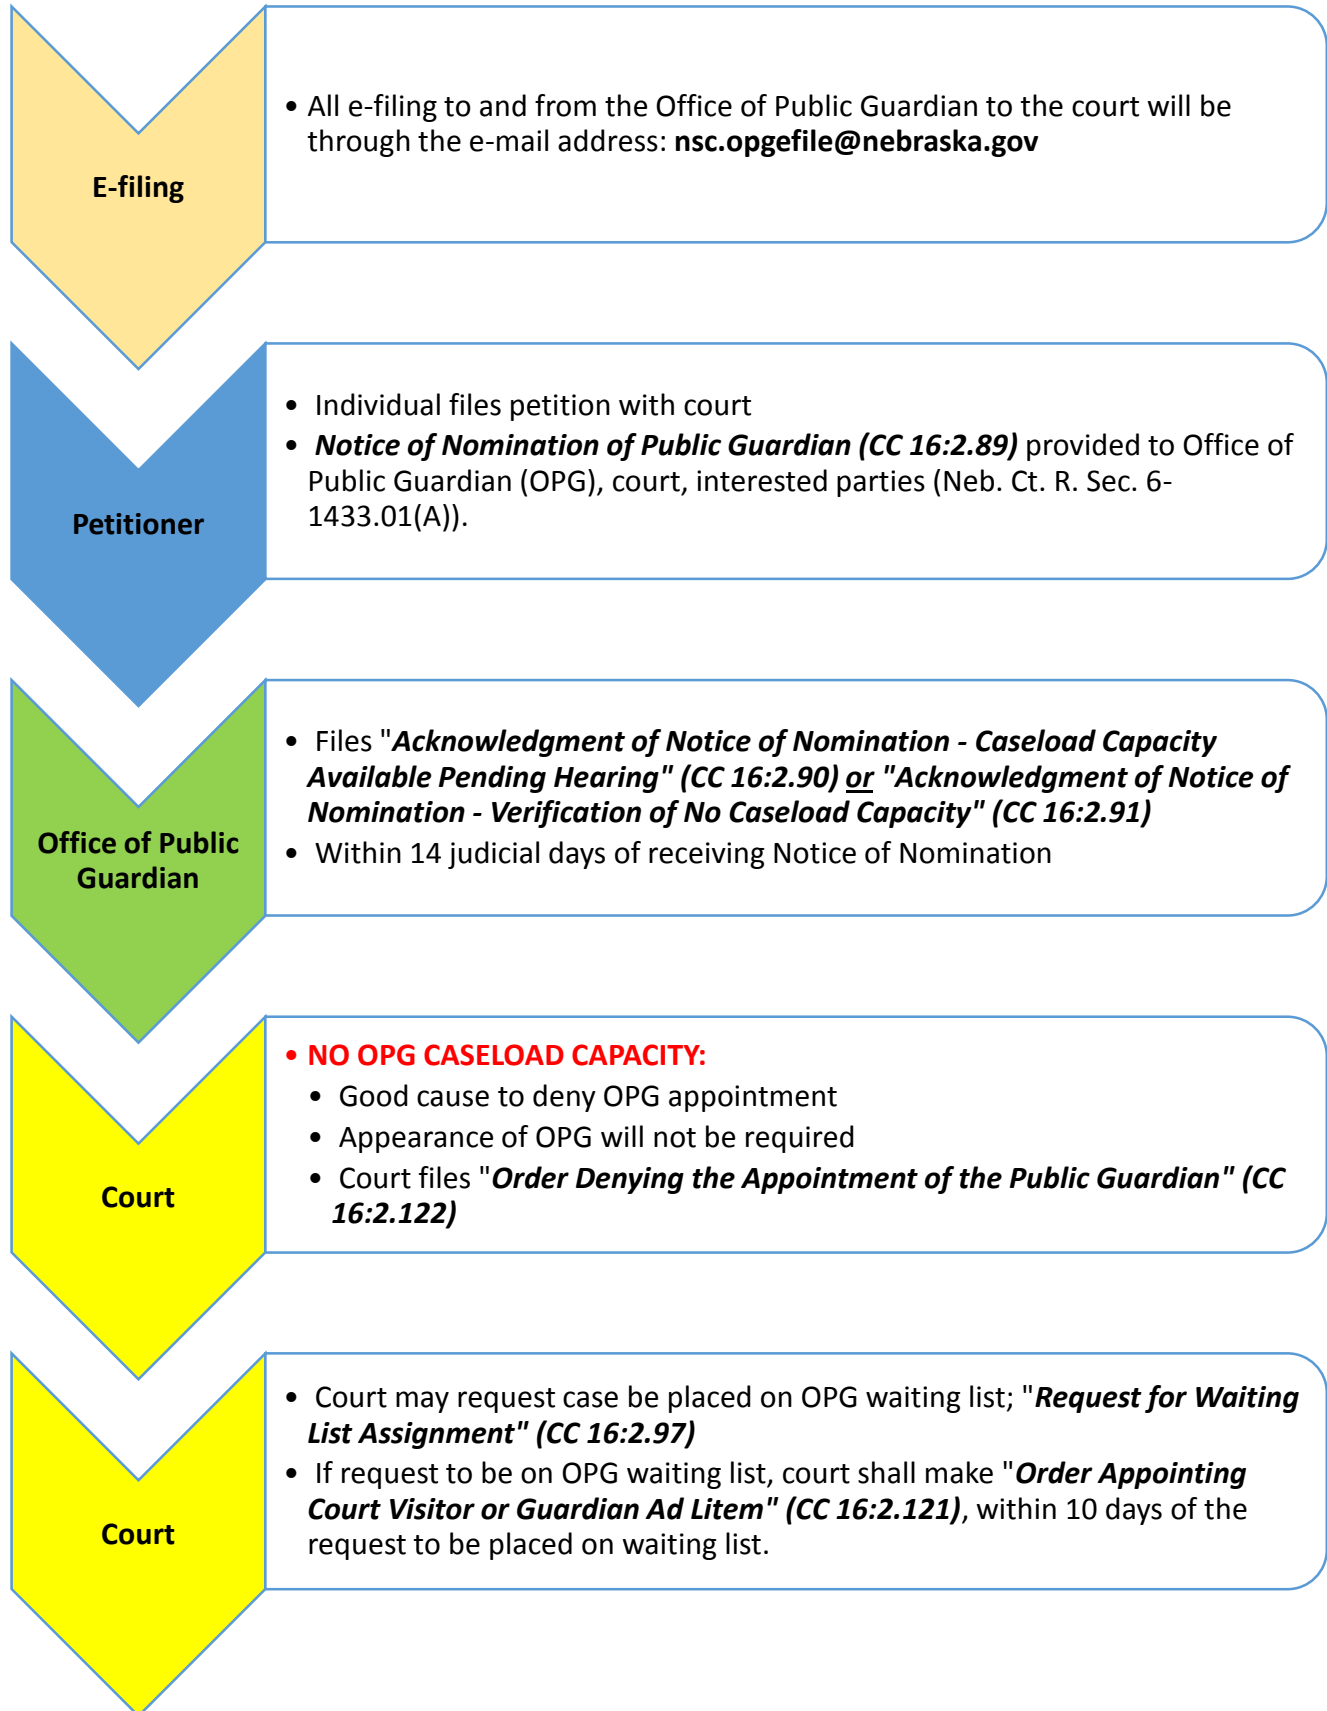 E-filing
• All e-filing to and from the Office of Public Guardian to the court will be
through the e-mail address: nsc.opgefile@nebraska.gov
Petitioner
• Individual files petition with court
• Notice of Nomination of Public Guardian (CC 16:2.89) provided to Office of
Public Guardian (OPG), court, interested parties (Neb. Ct. R. Sec. 6-
1433.01(A)).
Office of Public
Guardian
• Files "Acknowledgment of Notice of Nomination - Caseload Capacity
Available Pending Hearing" (CC 16:2.90) or "Acknowledgment of Notice of
Nomination - Verification of No Caseload Capacity" (CC 16:2.91)
• Within 14 judicial days of receiving Notice of Nomination
Court
• NO OPG CASELOAD CAPACITY:
• Good cause to deny OPG appointment
• Appearance of OPG will not be required
• Court files "Order Denying the Appointment of the Public Guardian" (CC
16:2.122)
Court
• Court may request case be placed on OPG waiting list; "Request for Waiting
List Assignment" (CC 16:2.97)
• If request to be on OPG waiting list, court shall make "Order Appointing
Court Visitor or Guardian Ad Litem" (CC 16:2.121), within 10 days of the
request to be placed on waiting list.